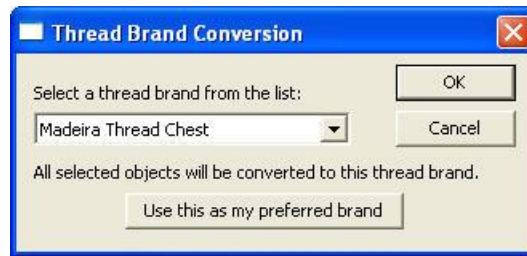 Thread Brand Conversion
Select a thread brand from the list:
OK
Madeira Thread Chest
Cancel
All selected objects will be converted to this thread brand.
Use this as my preferred brand